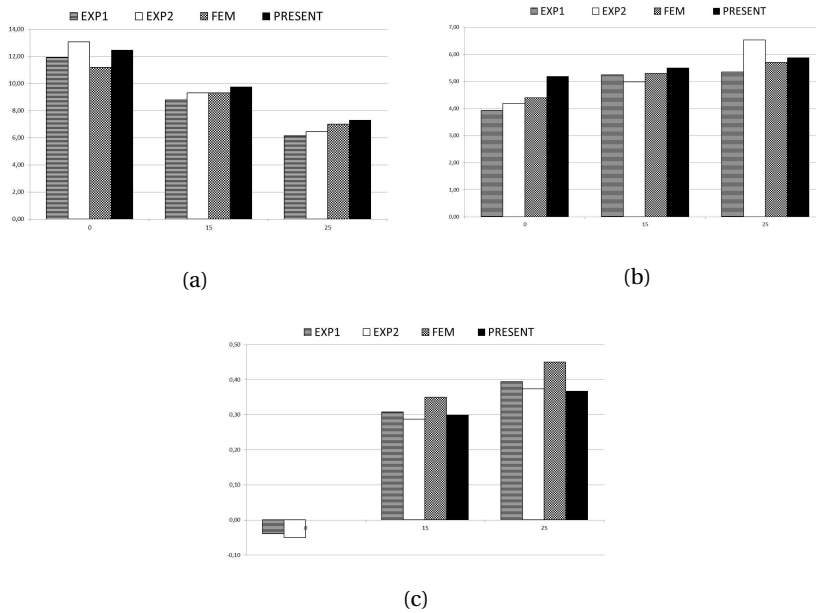 EXP1 EXP2 FEM PRESENT
14,00
12,00
10,00
8,00
6,00
4,00
2,00
0,00
0 15 25
(a)
EXP1 EXP2 FEM PRESENT
7,00
6,00
5,00
4,00
3,00
2,00
1,00
0,00
0 15 25
(b)
EXP1 EXP2 FEM PRESENT
0,50
0,40
0,30
0,20
0,10
0,00
-0,10
0 15 25
(c)